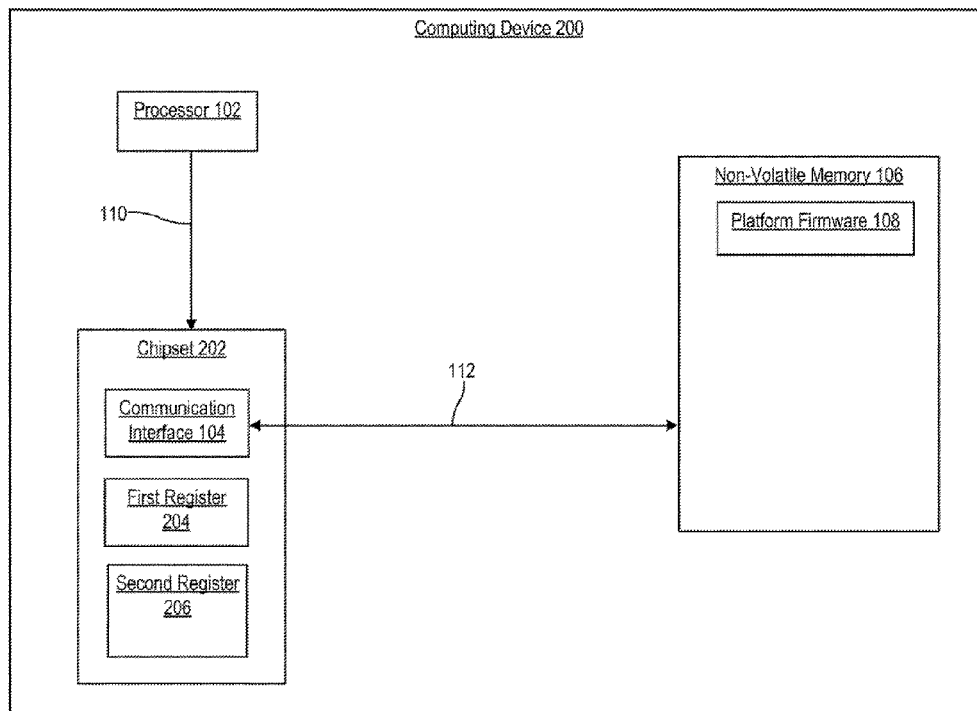 Computing Device 200
Processor 102
110
Non-Volatile Memory 106
Platform Firmware 108
Chipset 202
Communication
Interface 104
112
First Register
204
Second Register
206